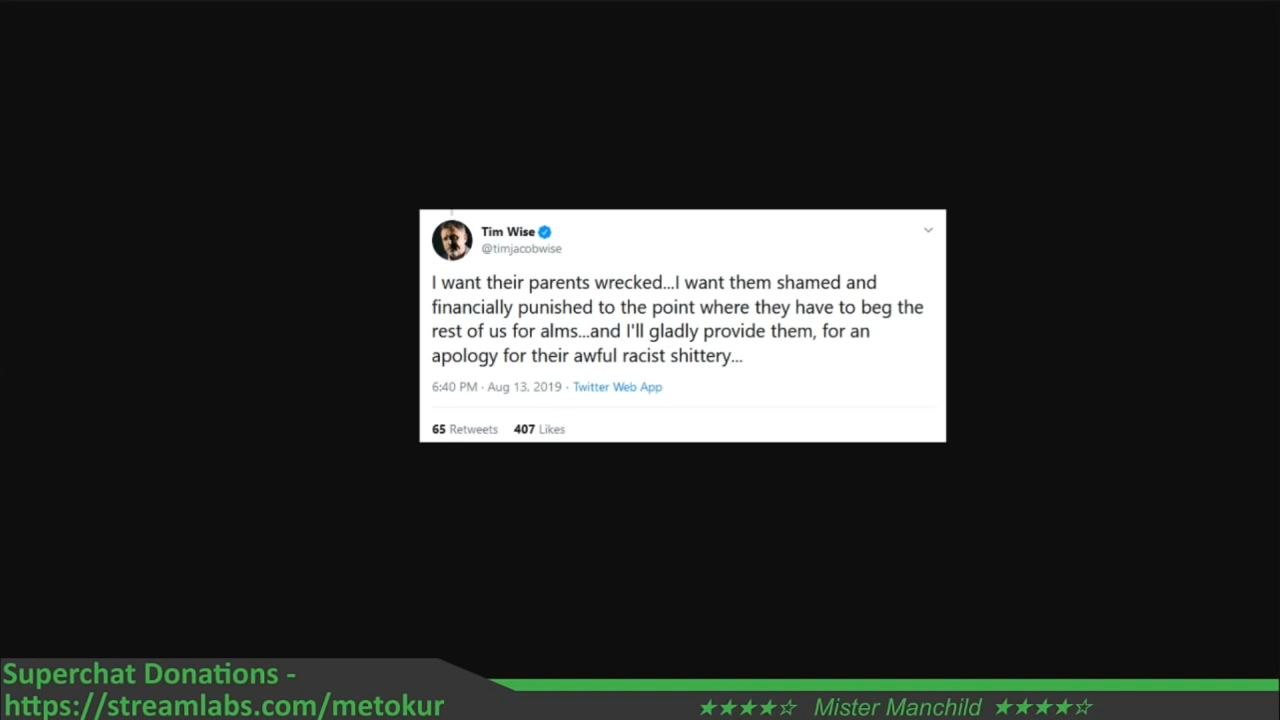 Tim Wise
@timjacobwise
I want their parents wrecked...I want them shamed and
financially punished to the point where they have to beg the
rest of us for alms...and I'll gladly provide them, for an
apology for their awful racist shittery...
6:40 PM · Aug 13, 2019 · Twitter Web App
65 Retweets 407 Likes
Superchat Donations -
https://streamlabs.com/metokur
★★★★☆ Mister Manchild ★★★★☆